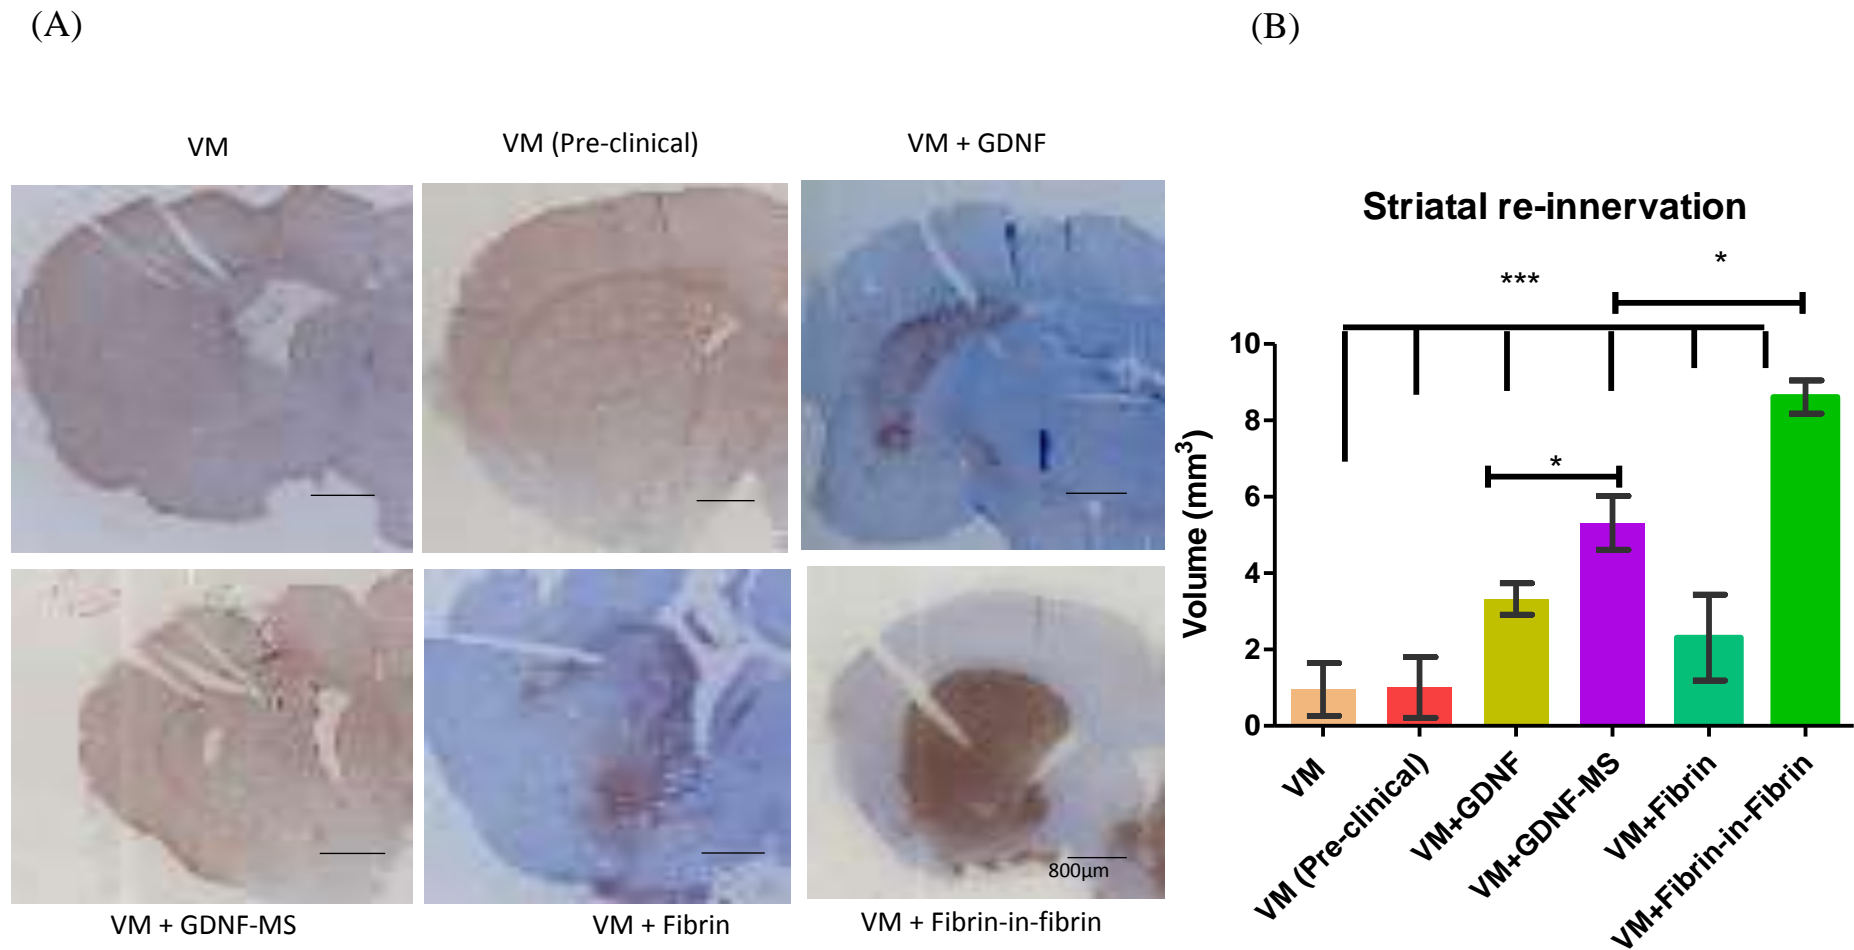 (A)
(B)
VM
VM (Pre-clinical)
VM + GDNF
VM + GDNF-MS
VM + Fibrin
VM + Fibrin-in-fibrin
800µm
Striatal re-innervation
***
*
*
Volume (mm³)
10
8
6
4
2
0
VM
VM (Pre-clinical)
VM+GDNF
VM+GDNF-MS
VM+Fibrin
VM+Fibrin-in-Fibrin